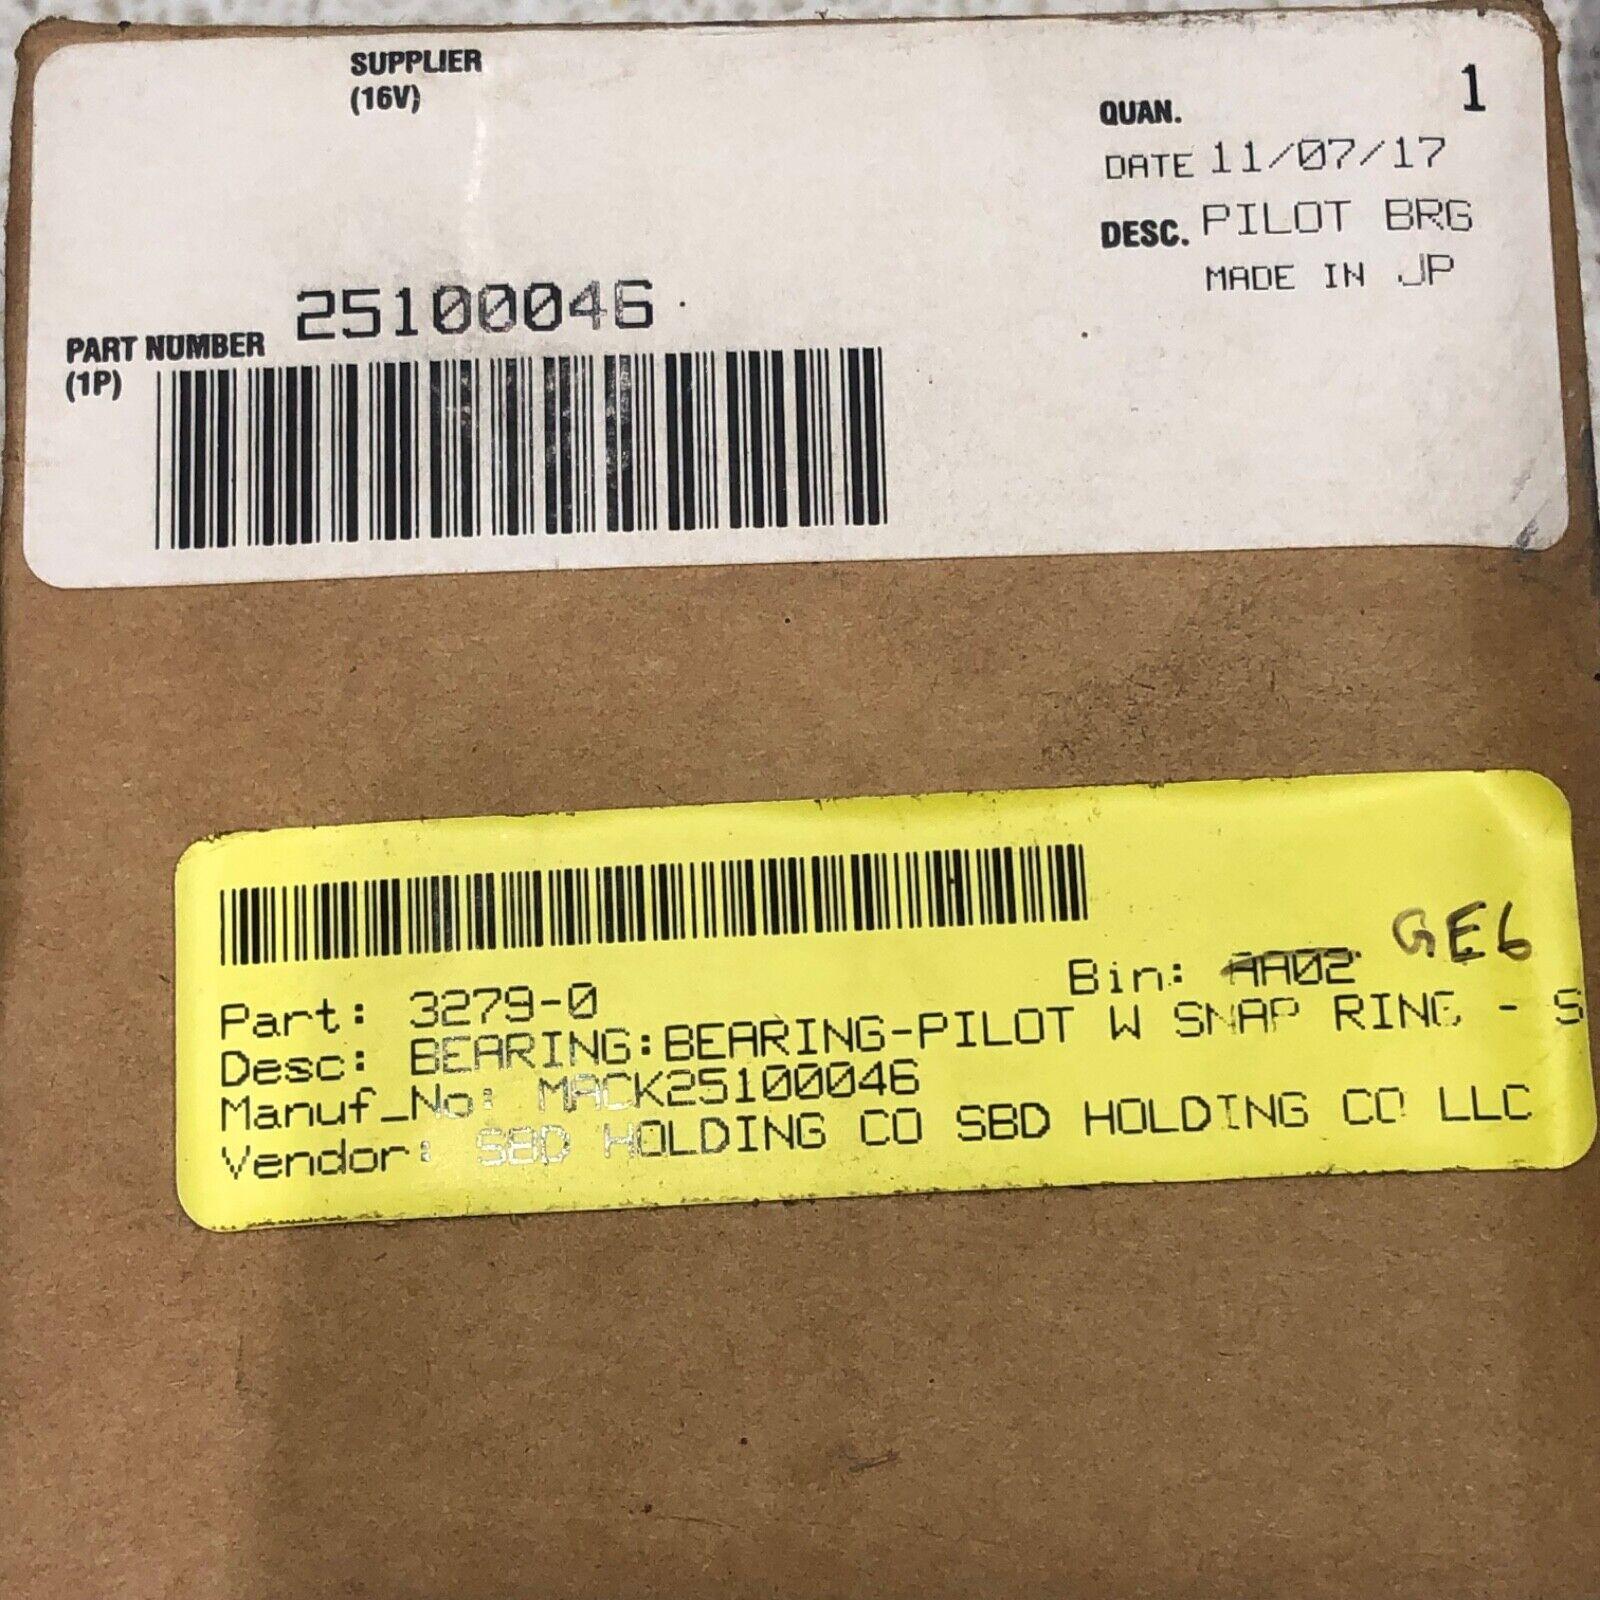 SUPPLIER
(16V)
QUAN. 1
DATE 11/07/17
DESC. PILOT BRG
MADE IN JP
PART NUMBER 25100046
(1P)
Bin: AA02 GE6
Part: 3279-0
Desc: BEARING:BEARING-PILOT W SNAP RING - S
Manuf_No: MACK25100046
Vendor: SBD HOLDING CO SBD HOLDING CO LLC